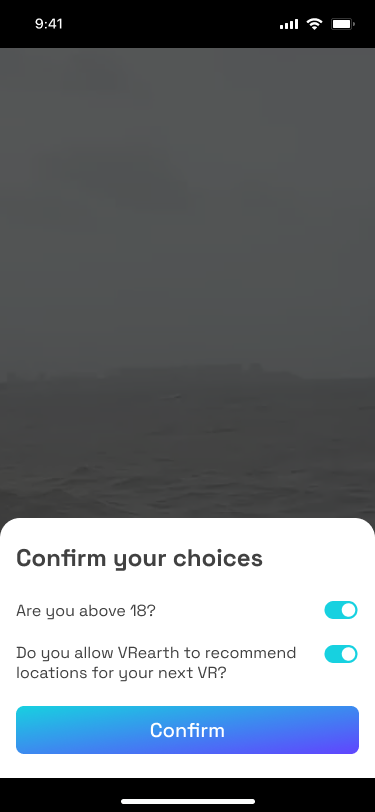 9:41
Confirm your choices
Are you above 18?
Do you allow VRearth to recommend
locations for your next VR?
Confirm